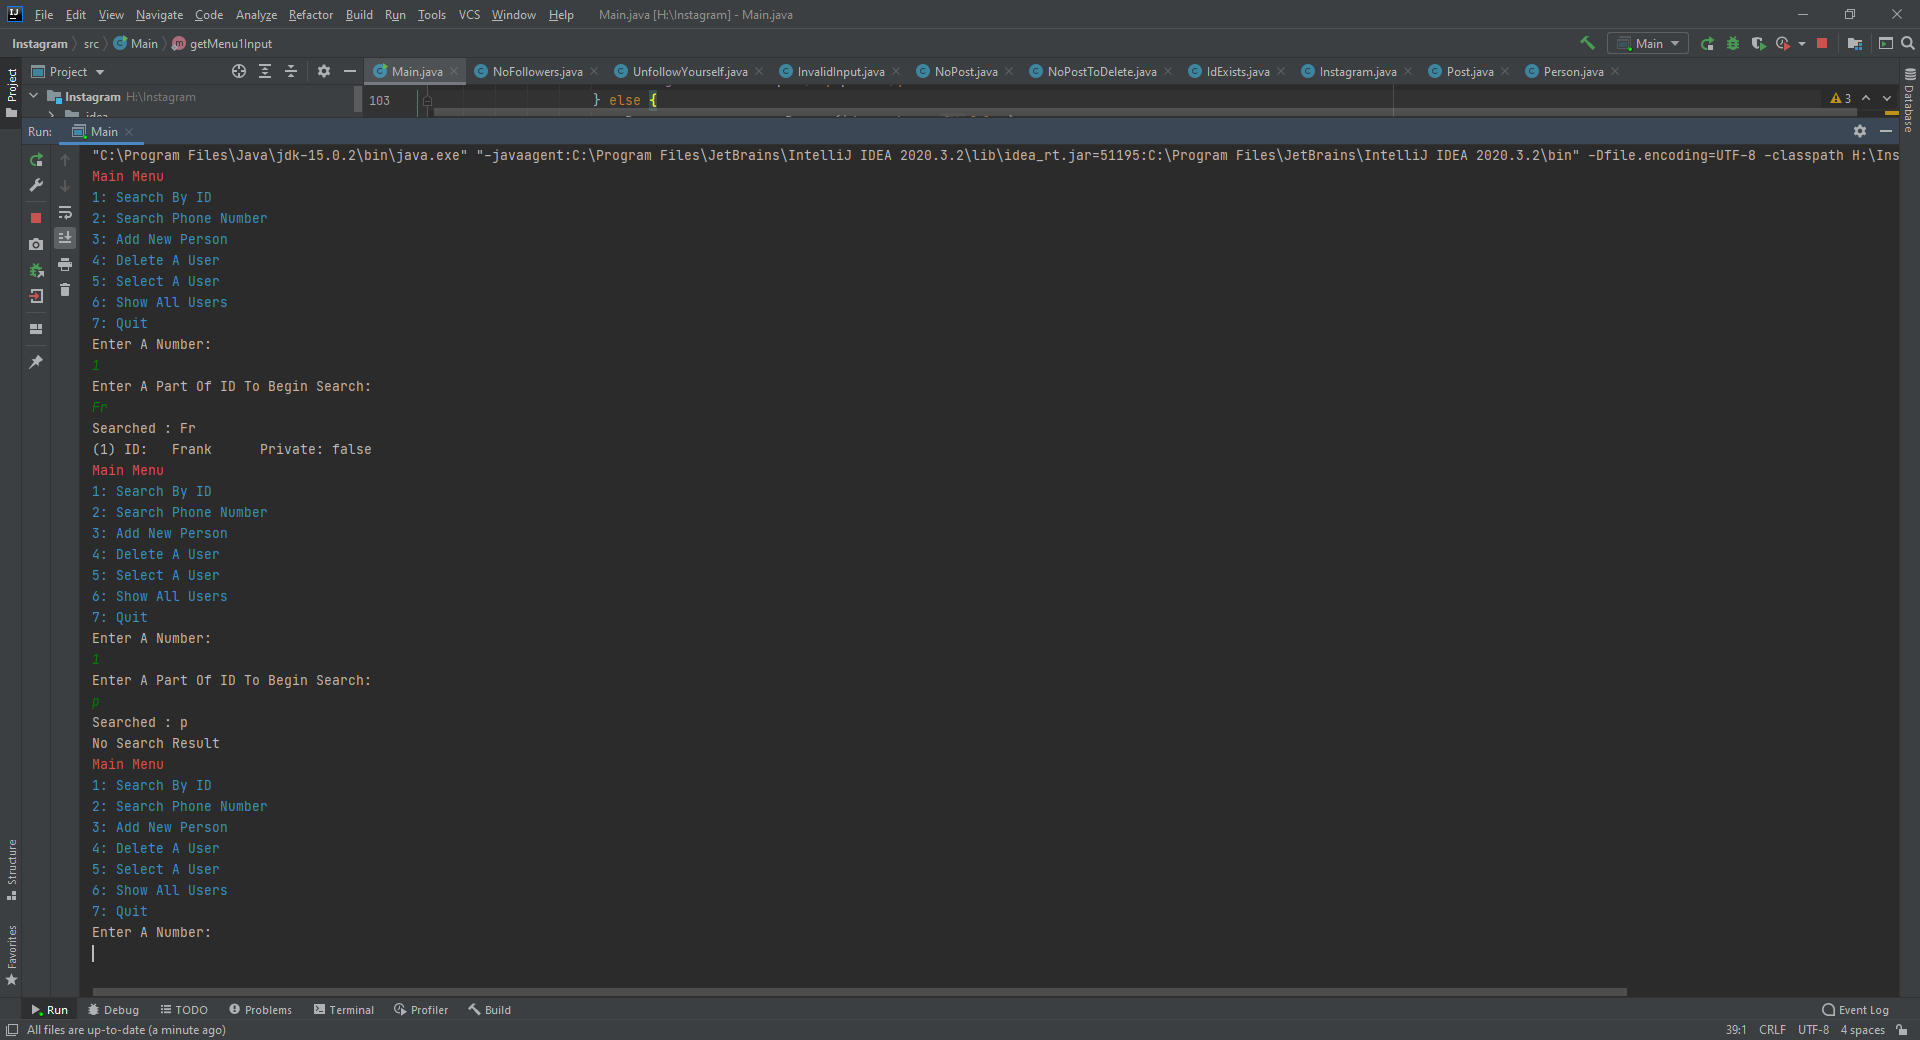 IJ File Edit View Navigate Code Analyze Refactor Build Run Tools VCS Window Help Main.java [H:\Instagram] - Main.java
Instagram src Main getMenu1Input Main
Project Main.java NoFollowers.java UnfollowYourself.java InvalidInput.java NoPost.java NoPostToDelete.java IdExists.java Instagram.java Post.java Person.java
Project
Database
Instagram H:\Instagram
103 } else { 3
Run: Main
"C:\Program Files\Java\jdk-15.0.2\bin\java.exe" "-javaagent:C:\Program Files\JetBrains\IntelliJ IDEA 2020.3.2\lib\idea_rt.jar=51195:C:\Program Files\JetBrains\IntelliJ IDEA 2020.3.2\bin" -Dfile.encoding=UTF-8 -classpath H:\Ins
Main Menu
1: Search By ID
2: Search Phone Number
3: Add New Person
4: Delete A User
5: Select A User
6: Show All Users
7: Quit
Enter A Number:
1
Enter A Part Of ID To Begin Search:
Fr
Searched : Fr
(1) ID:   Frank      Private: false
Main Menu
1: Search By ID
2: Search Phone Number
3: Add New Person
4: Delete A User
5: Select A User
6: Show All Users
7: Quit
Enter A Number:
1
Enter A Part Of ID To Begin Search:
p
Searched : p
No Search Result
Main Menu
1: Search By ID
2: Search Phone Number
3: Add New Person
4: Delete A User
5: Select A User
6: Show All Users
7: Quit
Enter A Number:
Structure
Favorites
Run Debug TODO Problems Terminal Profiler Build Event Log
All files are up-to-date (a minute ago) 39:1 CRLF UTF-8 4 spaces